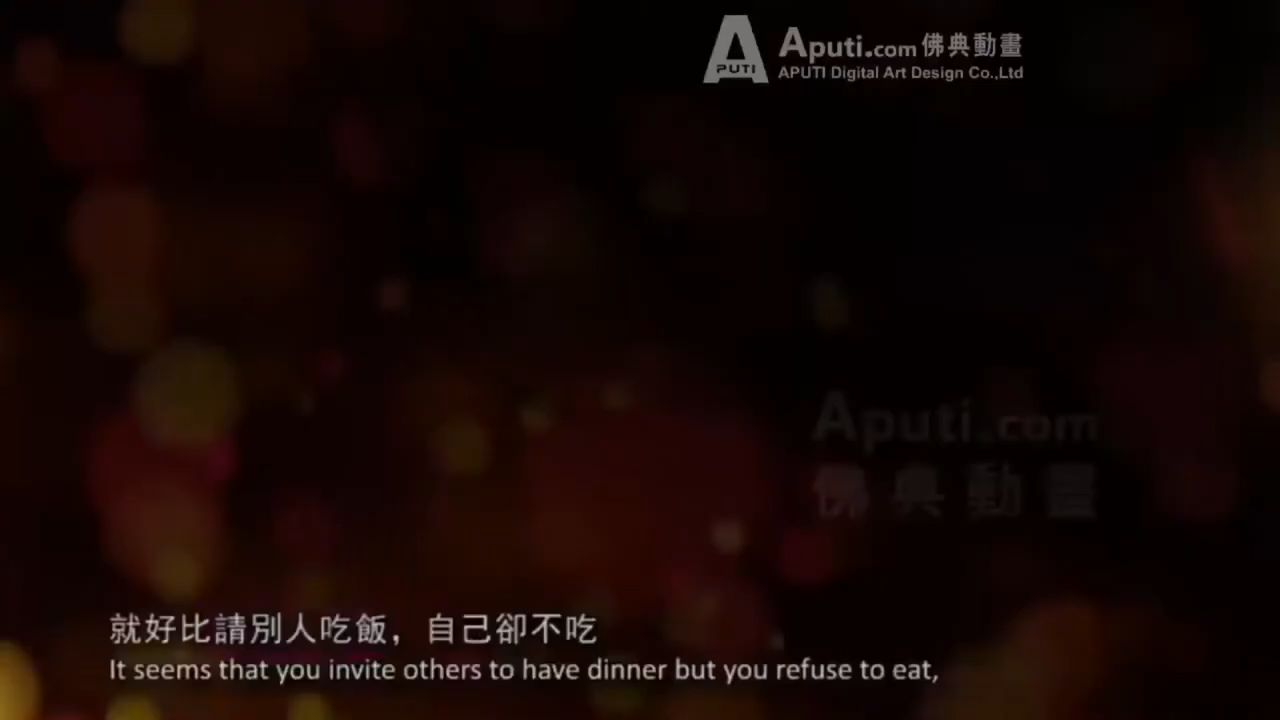 PUTI
Aputi.com 佛典動畫
APUTI Digital Art Design Co.,Ltd
Aputi.com
佛典動畫
就好比請別人吃飯，自己卻不吃
It seems that you invite others to have dinner but you refuse to eat,